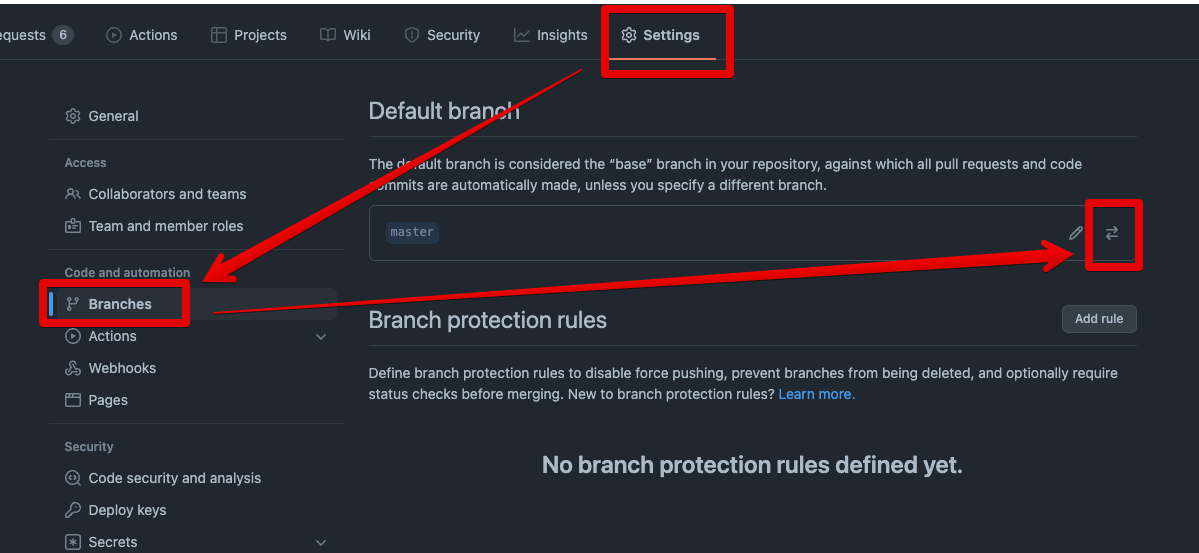 equests 6 Actions Projects Wiki Security Insights Settings
General
Access
Collaborators and teams
Team and member roles
Code and automation
Branches
Actions
Webhooks
Pages
Security
Code security and analysis
Deploy keys
Secrets
Default branch
The default branch is considered the “base” branch in your repository, against which all pull requests and code
commits are automatically made, unless you specify a different branch.
master
Branch protection rules
Add rule
Define branch protection rules to disable force pushing, prevent branches from being deleted, and optionally require
status checks before merging. New to branch protection rules? Learn more.
No branch protection rules defined yet.